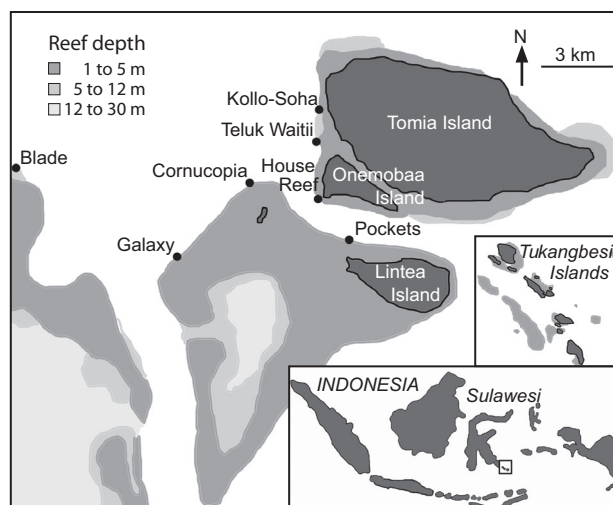 Reef depth
1 to 5 m
5 to 12 m
12 to 30 m
N
3 km
Kollo-Soha
Teluk Waitii
Tomia Island
Blade
Cornucopia
House
Reef
Onemobaa
Island
Galaxy
Pockets
Lintea
Island
Tukangbesi
Islands
INDONESIA
Sulawesi